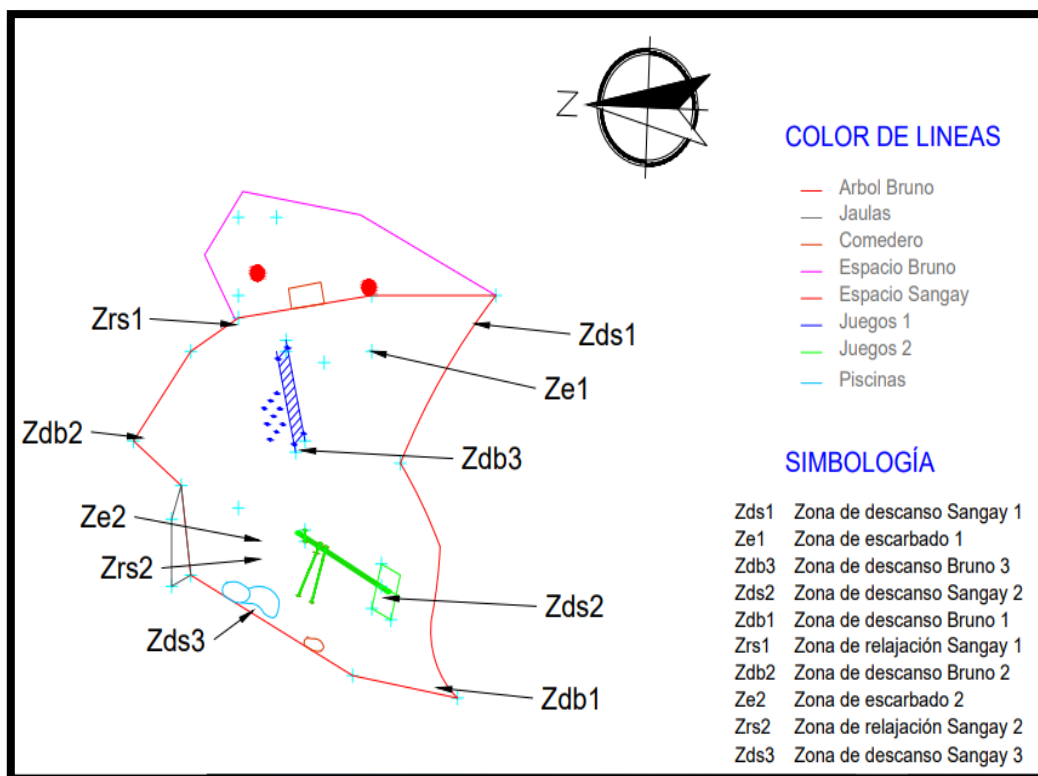 Z
COLOR DE LINEAS
Arbol Bruno
Jaulas
Comedero
Espacio Bruno
Espacio Sangay
Juegos 1
Juegos 2
Piscinas
Zrs1
Zds1
Ze1
Zdb2
Zdb3
Ze2
Zrs2
Zds2
Zds3
Zdb1
SIMBOLOGÍA
Zds1 Zona de descanso Sangay 1
Ze1 Zona de escarbado 1
Zdb3 Zona de descanso Bruno 3
Zds2 Zona de descanso Sangay 2
Zdb1 Zona de descanso Bruno 1
Zrs1 Zona de relajación Sangay 1
Zdb2 Zona de descanso Bruno 2
Ze2 Zona de escarbado 2
Zrs2 Zona de relajación Sangay 2
Zds3 Zona de descanso Sangay 3